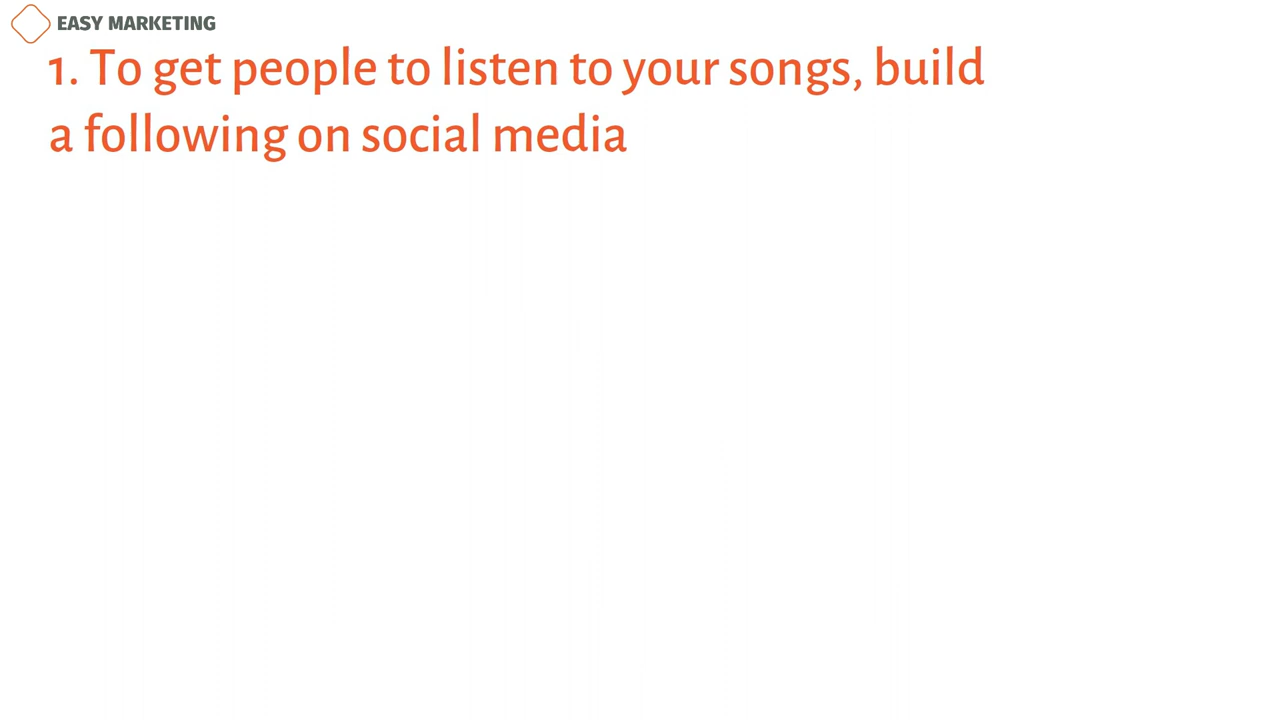 EASY MARKETING
1. To get people to listen to your songs, build
a following on social media